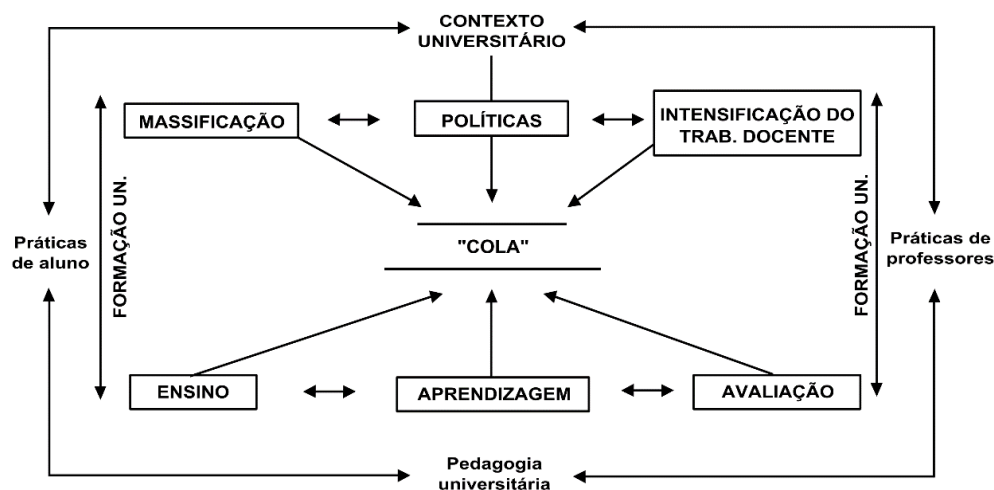 CONTEXTO
UNIVERSITÁRIO
MASSIFICAÇÃO
POLÍTICAS
INTENSIFICAÇÃO DO
TRAB. DOCENTE
FORMAÇÃO UN.
FORMAÇÃO UN.
Práticas
de aluno
"COLA"
Práticas de
professores
ENSINO
APRENDIZAGEM
AVALIAÇÃO
Pedagogia
universitária